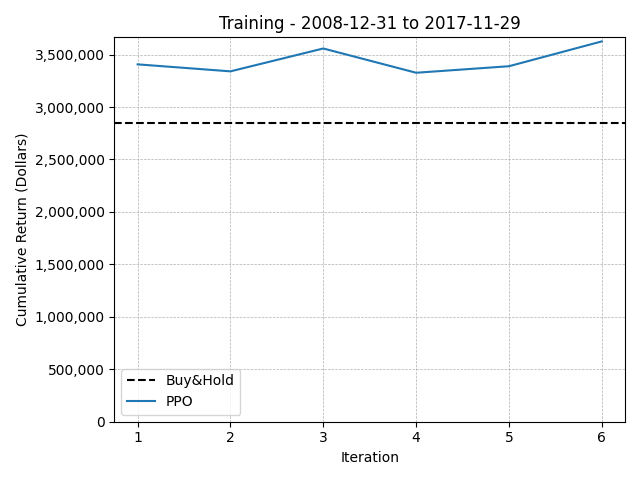 Training - 2008-12-31 to 2017-11-29
Cumulative Return (Dollars)
3,500,000
3,000,000
2,500,000
2,000,000
1,500,000
1,000,000
500,000
0
Buy&Hold
PPO
1 2 3 4 5 6
Iteration